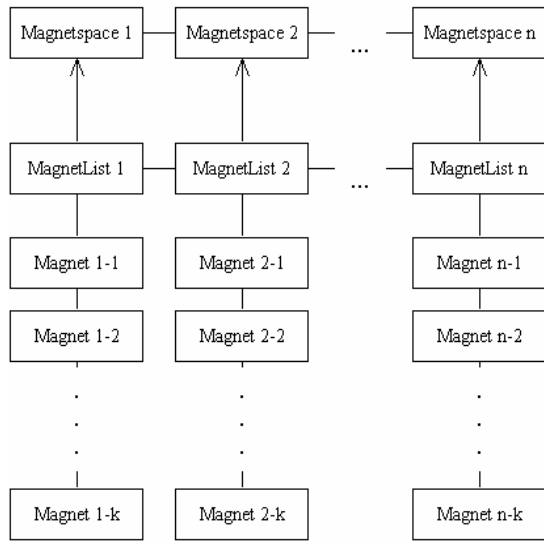 Magnetspace 1
Magnetspace 2
...
Magnetspace n
MagnetList 1
MagnetList 2
...
MagnetList n
Magnet 1-1
Magnet 2-1
Magnet n-1
Magnet 1-2
Magnet 2-2
Magnet n-2
Magnet 1-k
Magnet 2-k
Magnet n-k